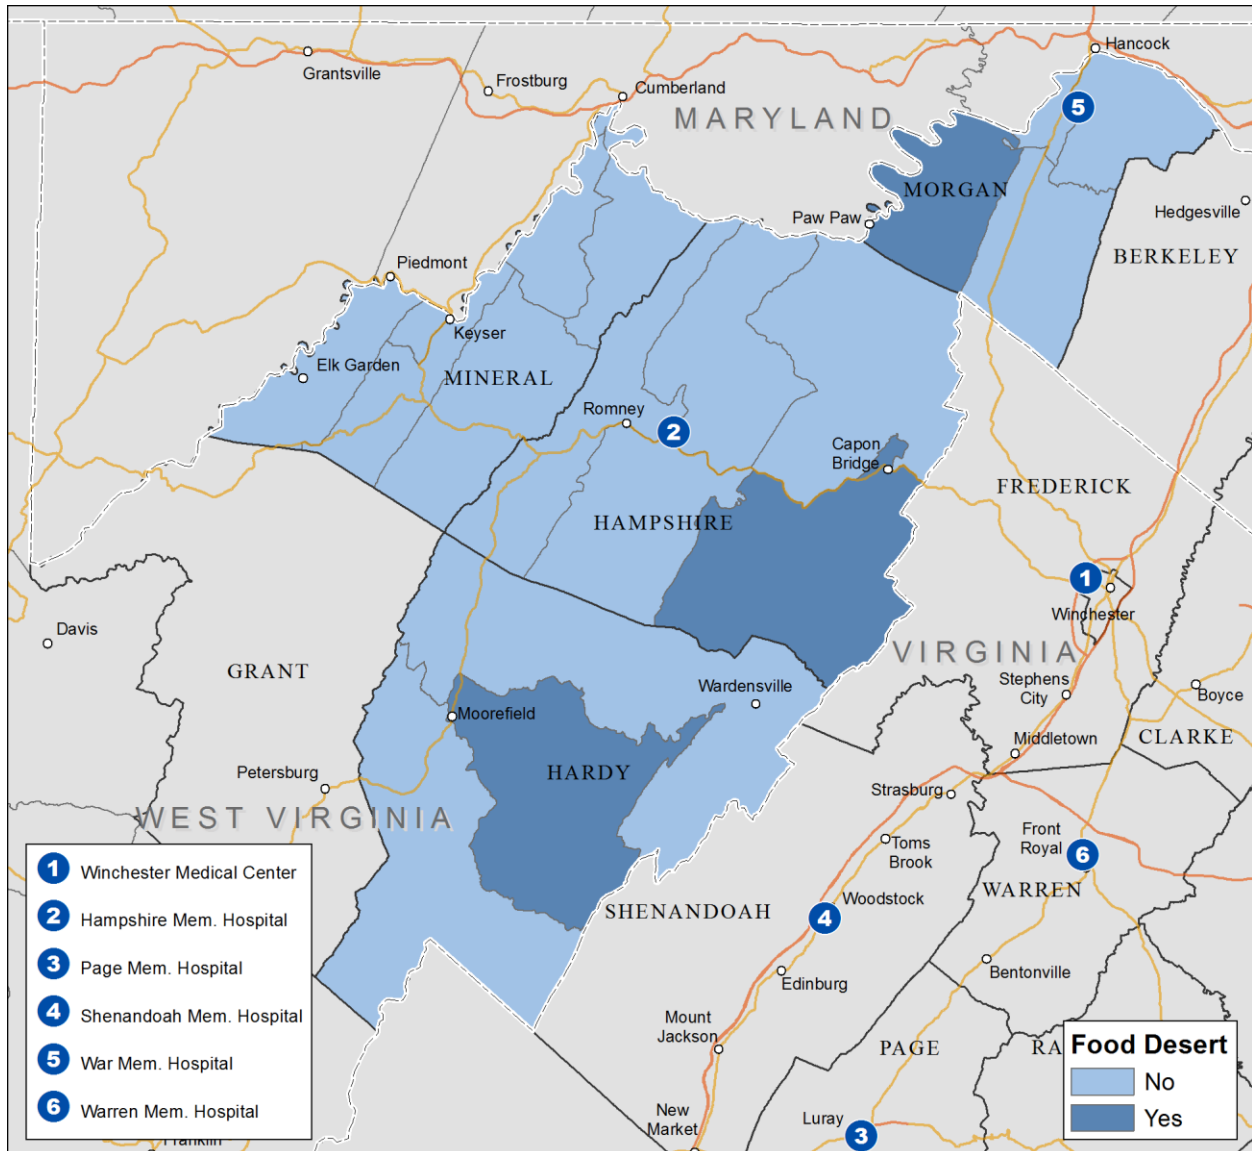 Hancock
Grantsville
Frostburg
Cumberland
5
MARYLAND
MORGAN
Paw Paw
Hedgesville
BERKELEY
Piedmont
Keyser
Elk Garden
MINERAL
Romney
2
Capon
Bridge
FREDERICK
HAMPSHIRE
1
Winchester
Davis
VIRGINIA
GRANT
Stephens
City
Wardensville
Boyce
Moorefield
Middletown
CLARKE
HARDY
Petersburg
Strasburg
WEST VIRGINIA
Front
Royal
Toms
Brook
6
WARREN
SHENANDOAH
Woodstock
4
Bentonville
Edinburg
Mount
Jackson
PAGE
RA
New
Market
Luray
3
1 Winchester Medical Center
2 Hampshire Mem. Hospital
3 Page Mem. Hospital
4 Shenandoah Mem. Hospital
5 War Mem. Hospital
6 Warren Mem. Hospital
Food Desert
No
Yes